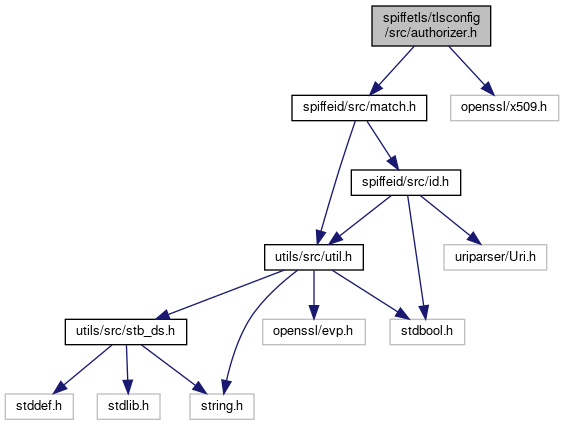 spiffetls/tlsconfig
/src/authorizer.h
spiffeid/src/match.h
openssl/x509.h
spiffeid/src/id.h
utils/src/util.h
uriparser/Uri.h
utils/src/stb_ds.h
openssl/evp.h
stdbool.h
stddef.h
stdlib.h
string.h